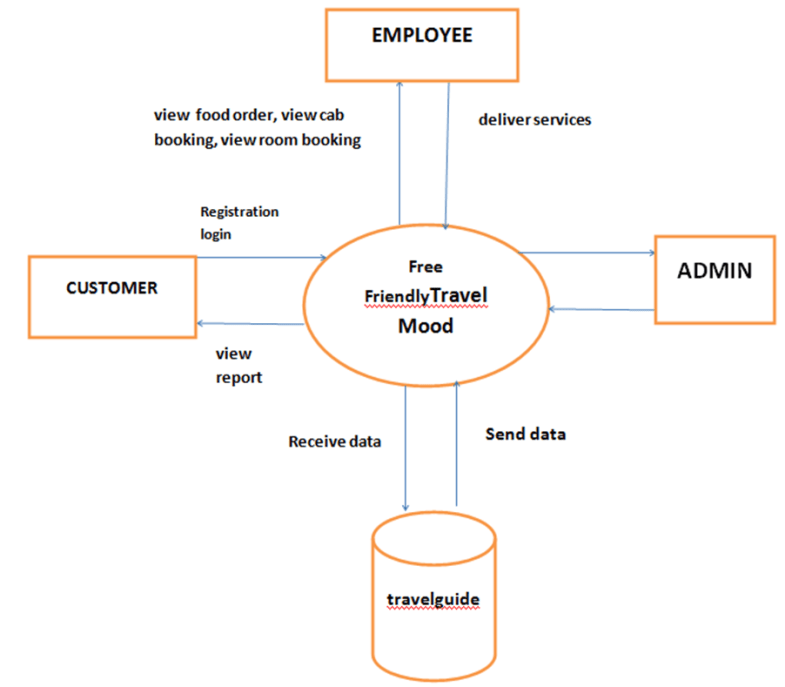 EMPLOYEE
view food order, view cab
booking, view room booking
deliver services
Registration
login
CUSTOMER
Free
FriendlyTravel
Mood
ADMIN
view
report
Receive data
Send data
travelguide